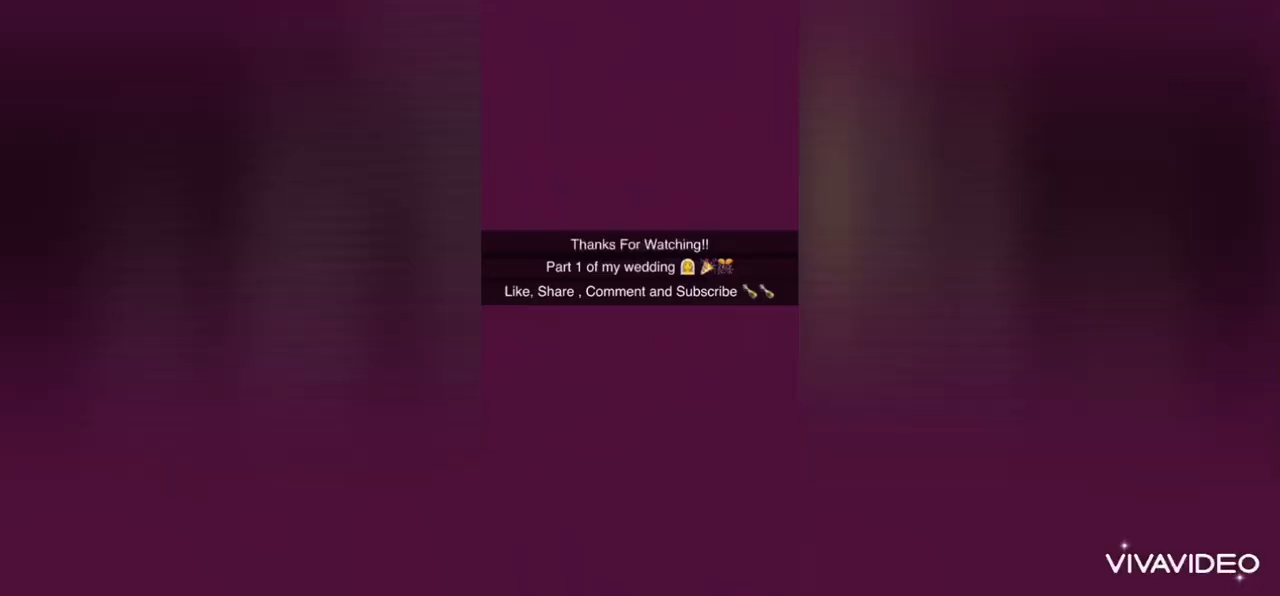 Thanks For Watching!!
Part 1 of my wedding 👰🎉🎊
Like, Share , Comment and Subscribe 🍾🍾
VIVAVIDEO